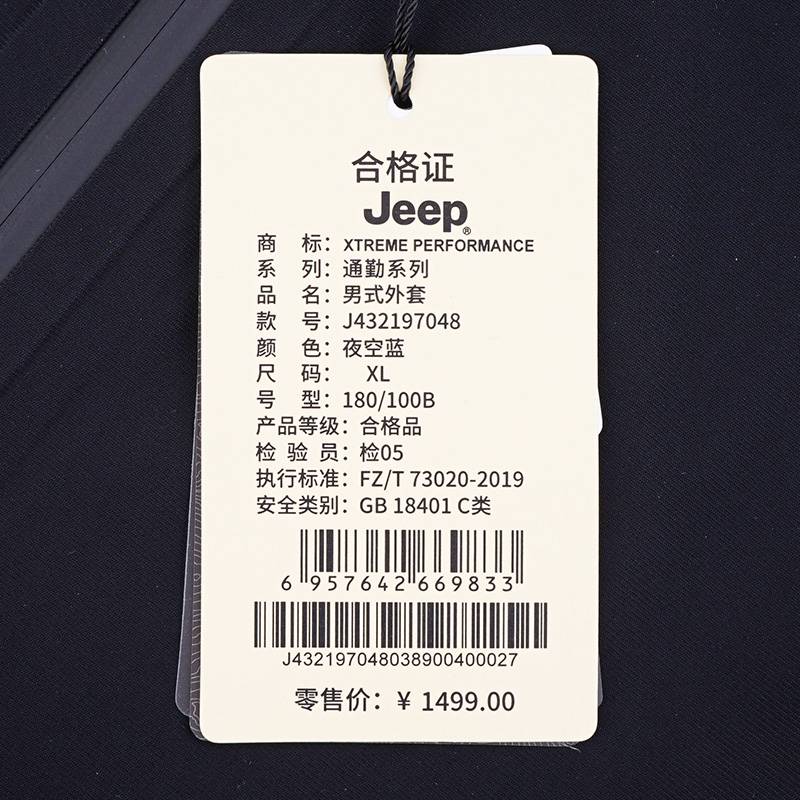 合格证
Jeep®
商 标：XTREME PERFORMANCE
系 列：通勤系列
品 名：男式外套
款 号：J432197048
颜 色：夜空蓝
尺 码： XL
号 型：180/100B
产品等级：合格品
检 验 员：检05
执行标准：FZ/T 73020-2019
安全类别：GB 18401 C类
6 957642 669833
J432197048038900400027
零售价：¥ 1499.00